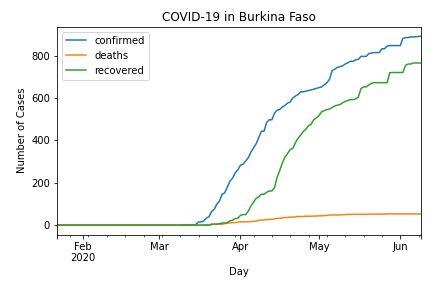 COVID-19 in Burkina Faso
confirmed
deaths
recovered
Number of Cases
800
600
400
200
0
Feb
2020
Mar
Apr
May
Jun
Day